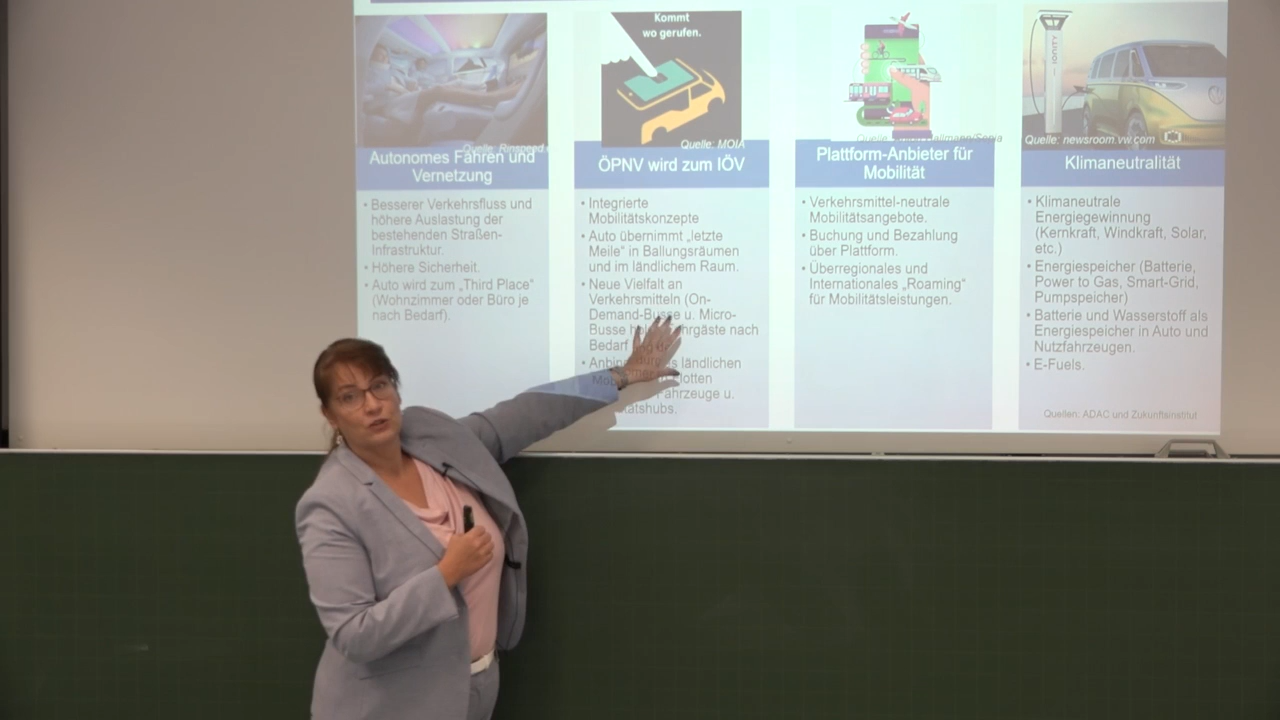 Kommt
wo gerufen.
IONITY
Quelle: Rinspeed
Quelle: MOIA
Quelle:
Quelle: newsroom.vw.com
Autonomes Fahren und
Vernetzung
• Besserer Verkehrsfluss und
höhere Auslastung der
bestehenden Straßen-
Infrastruktur.
• Höhere Sicherheit.
• Auto wird zum „Third Place“
(Wohnzimmer oder Büro je
nach Bedarf).
ÖPNV wird zum IÖV
• Integrierte
Mobilitätskonzepte
• Auto übernimmt „letzte
Meile“ in Ballungsräumen
und im ländlichem Raum.
• Neue Vielfalt an
Verkehrsmitteln (On-
Demand-Busse u. Micro-
Busse nach
Bedarf
• ländlichen
Flotten
Fahrzeuge u.
Plattform-Anbieter für
Mobilität
• Verkehrsmittel-neutrale
Mobilitätsangebote.
• Buchung und Bezahlung
über Plattform.
• Überregionales und
Internationales „Roaming“
für Mobilitätsleistungen.
Klimaneutralität
• Klimaneutrale
Energiegewinnung
(Kernkraft, Windkraft, Solar,
etc.)
• Energiespeicher (Batterie,
Power to Gas, Smart-Grid,
Pumpspeicher)
• Batterie und Wasserstoff als
Energiespeicher in Auto und
Nutzfahrzeugen.
• E-Fuels.
Quellen: ADAC und Zukunftsinstitut